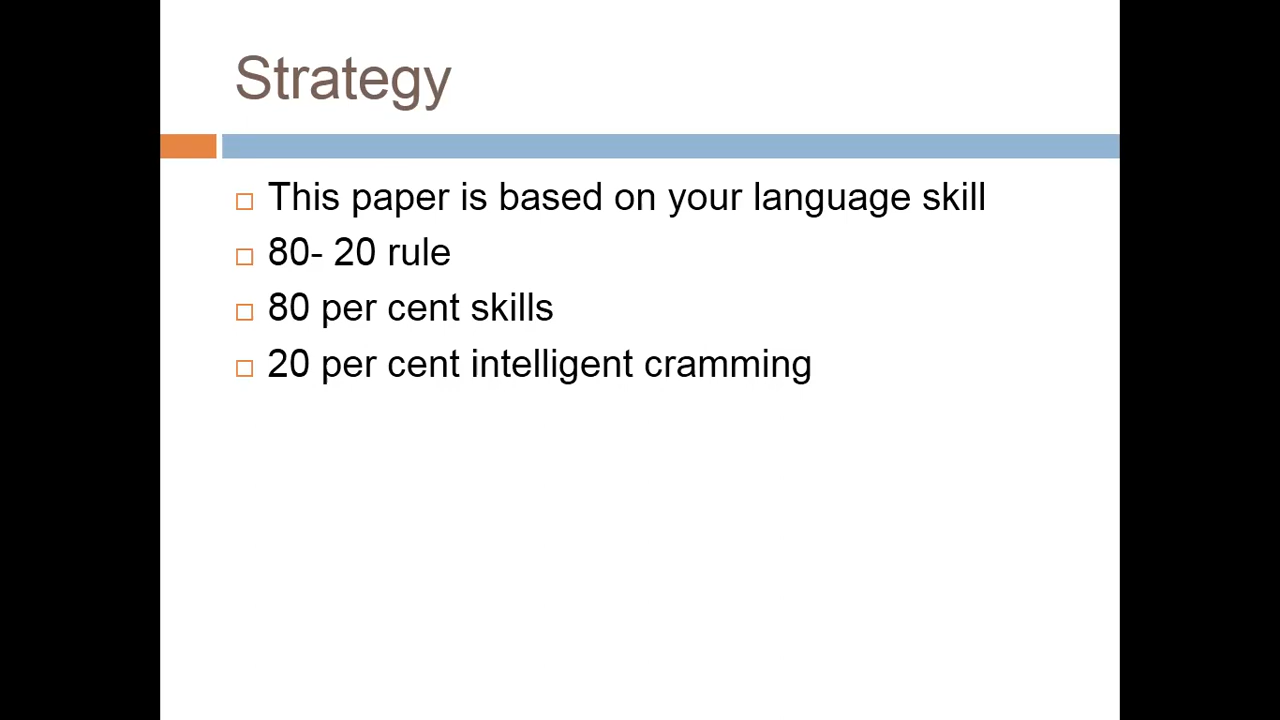 Strategy
This paper is based on your language skill
80- 20 rule
80 per cent skills
20 per cent intelligent cramming